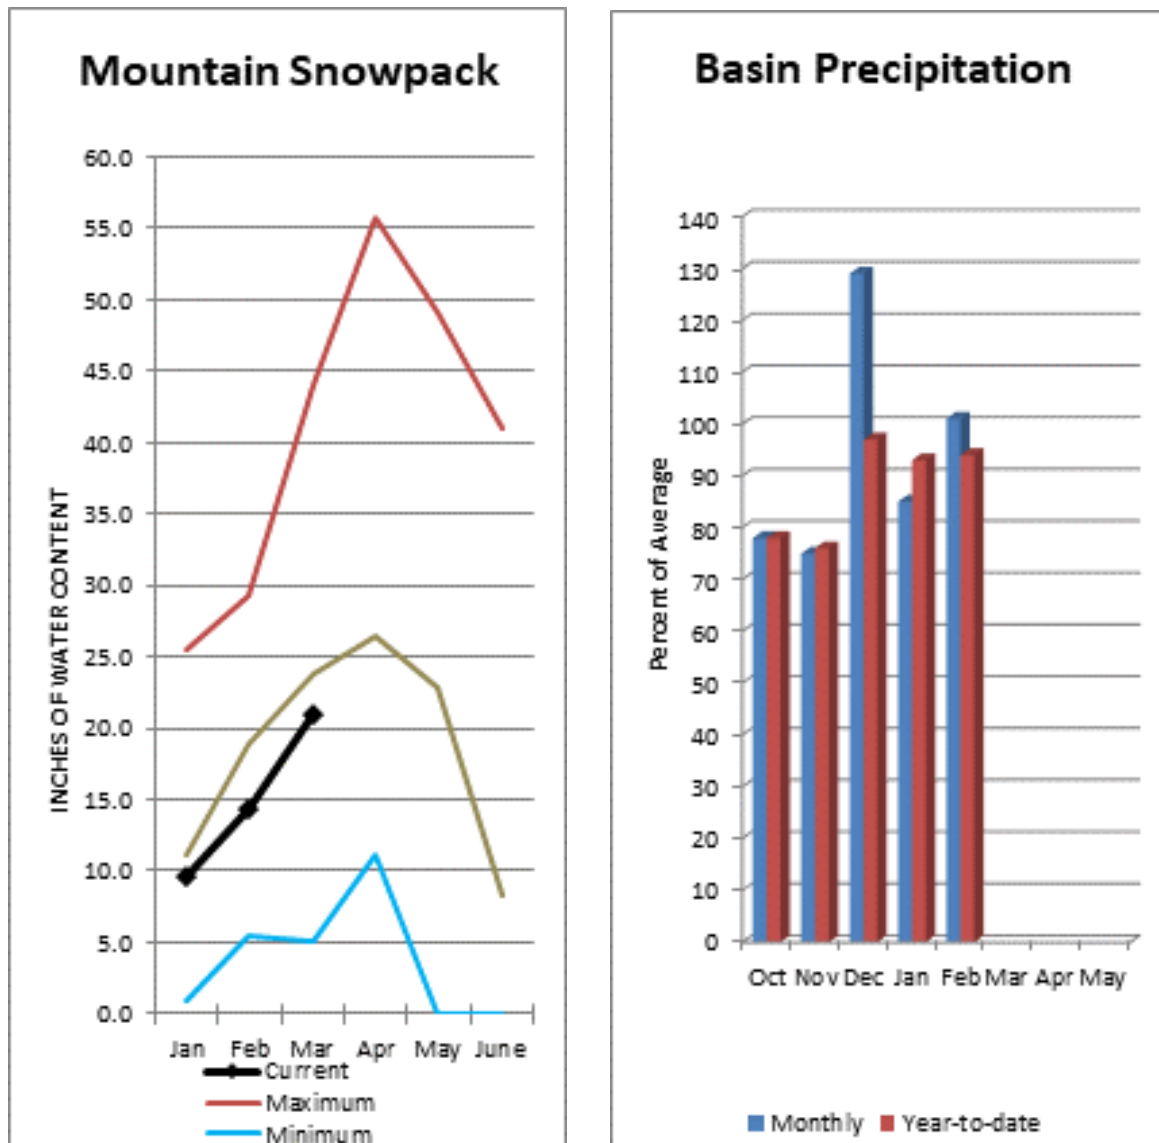 Mountain Snowpack
60.0
55.0
50.0
45.0
40.0
35.0
30.0
25.0
20.0
15.0
10.0
5.0
0.0
INCHES OF WATER CONTENT
Jan Feb Mar Apr May June
Current
Maximum
Minimum
Basin Precipitation
140
130
120
110
100
90
80
70
60
50
40
30
20
10
0
Percent of Average
Oct Nov Dec Jan Feb Mar Apr May
Monthly Year-to-date